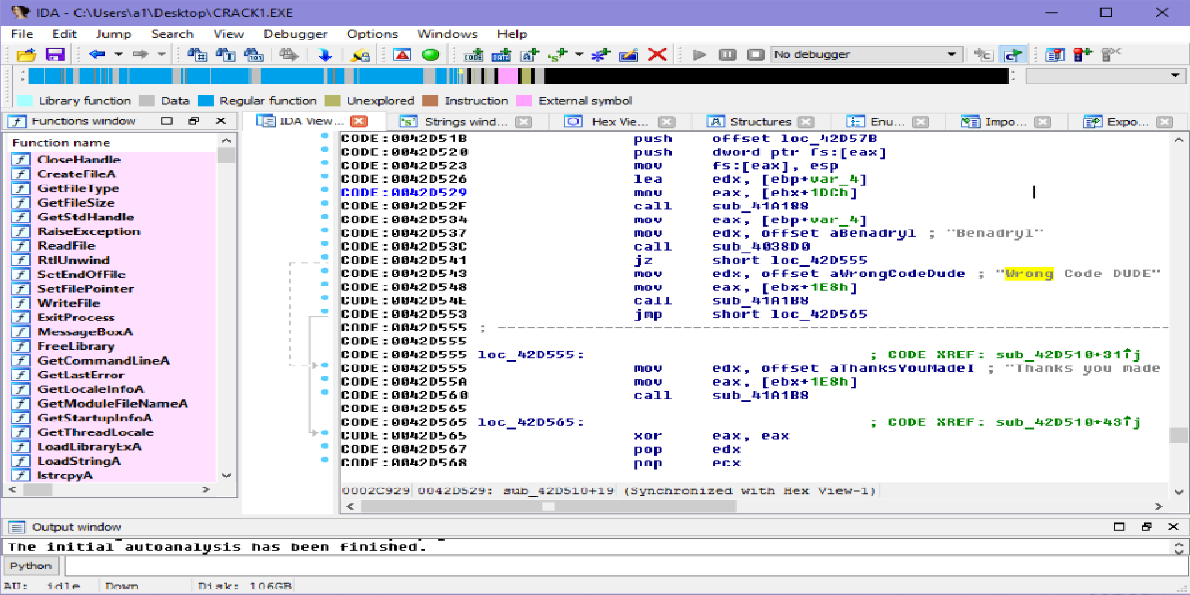 IDA - C:\Users\a1\Desktop\CRACK1.EXE
File Edit Jump Search View Debugger Options Windows Help
No debugger
Library function Data Regular function Unexplored Instruction External symbol
Functions window
IDA View... Strings wind... Hex Vie... Structures Enu... Impo... Expo...
Function name
CloseHandle
CreateFileA
GetFileType
GetFileSize
GetStdHandle
RaiseException
ReadFile
RtlUnwind
SetEndOfFile
SetFilePointer
WriteFile
ExitProcess
MessageBoxA
FreeLibrary
GetCommandLineA
GetLastError
GetLocaleInfoA
GetModuleFileNameA
GetStartupInfoA
GetThreadLocale
LoadLibraryExA
LoadStringA
lstrcpyA
CODE:0042D51B push offset loc_42D57B
CODE:0042D520 push dword ptr fs:[eax]
CODE:0042D523 mov fs:[eax], esp
CODE:0042D526 lea edx, [ebp+var_4]
CODE:0042D529 mov eax, [ebx+1DCh]
CODE:0042D52F call sub_41A188
CODE:0042D534 mov eax, [ebp+var_4]
CODE:0042D537 mov edx, offset aBenadryl ; "Benadryl"
CODE:0042D53C call sub_4038D0
CODE:0042D541 jz short loc_42D555
CODE:0042D543 mov edx, offset aWrongCodeDude ; "Wrong Code DUDE"
CODE:0042D548 mov eax, [ebx+1E8h]
CODE:0042D54E call sub_41A1B8
CODE:0042D553 jmp short loc_42D565
CODE:0042D555 ; ---------------------------------------------------------------------------
CODE:0042D555
CODE:0042D555 loc_42D555: ; CODE XREF: sub_42D510+31↑j
CODE:0042D555 mov edx, offset aThanksYouMadeI ; "Thanks you made
CODE:0042D55A mov eax, [ebx+1E8h]
CODE:0042D560 call sub_41A1B8
CODE:0042D565
CODE:0042D565 loc_42D565: ; CODE XREF: sub_42D510+43↑j
CODE:0042D565 xor eax, eax
CODE:0042D567 pop edx
CODE:0042D568 pop ecx
0002C929 0042D529: sub_42D510+19 (Synchronized with Hex View-1)
Output window
The initial autoanalysis has been finished.
Python
AU: idle Down Disk: 106GB